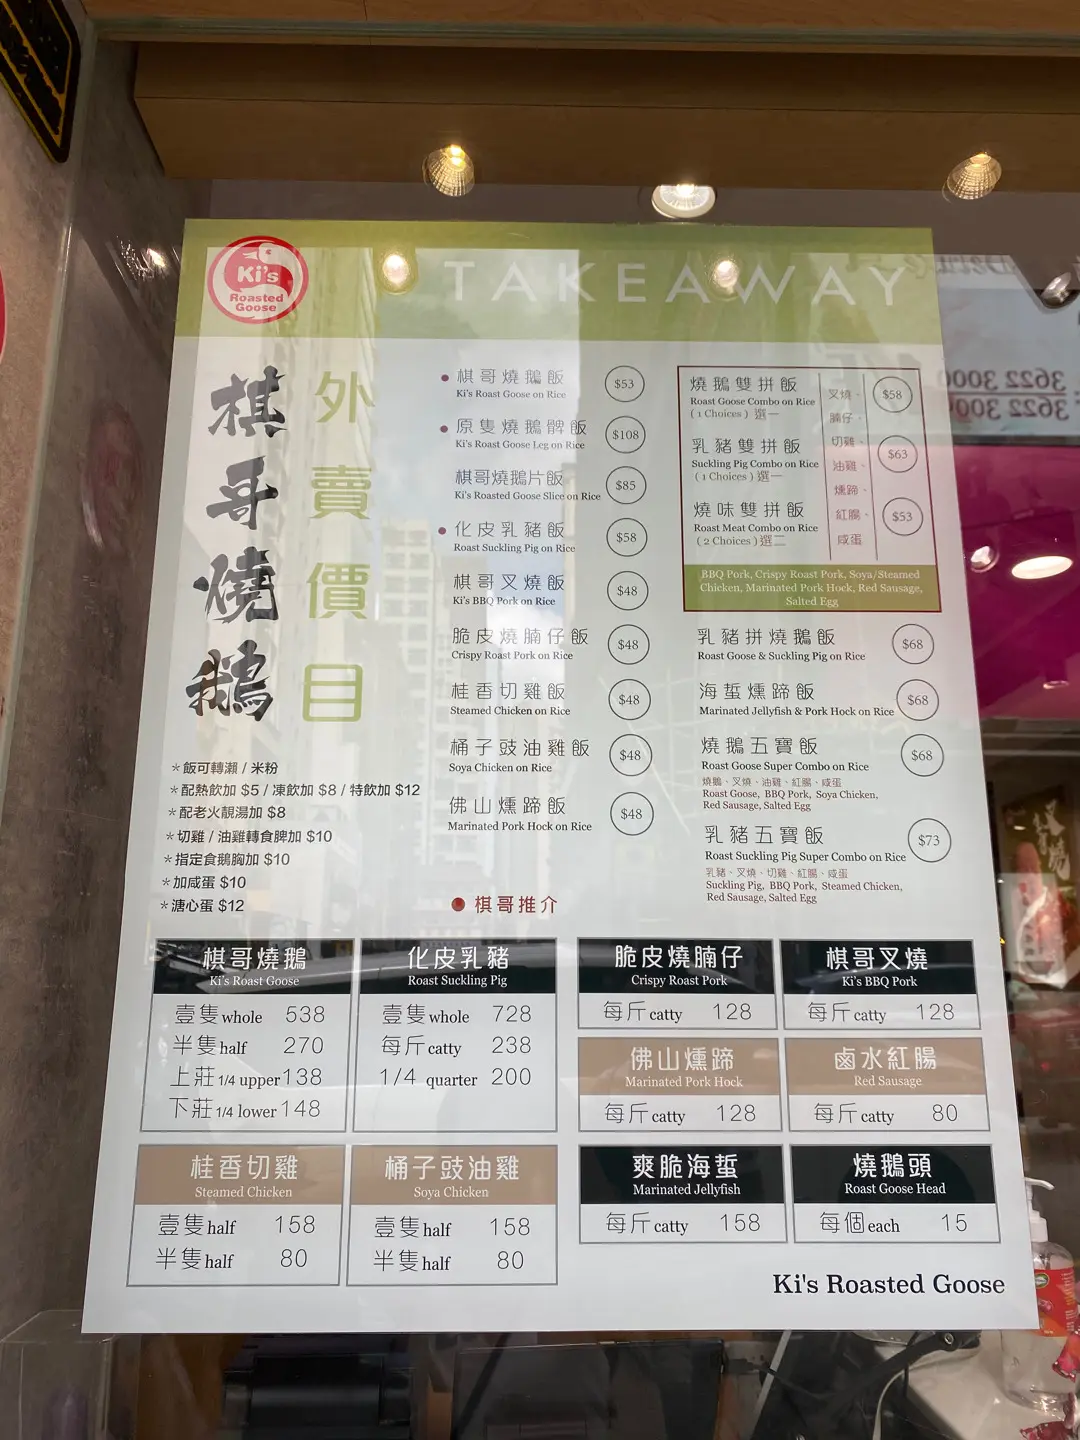 Ki's
Roasted
Goose
TAKEAWAY
棋哥燒鵝
外賣價目
棋哥燒鵝飯 $53
Ki's Roast Goose on Rice
原隻燒鵝髀飯 $108
Ki's Roast Goose Leg on Rice
棋哥燒鵝片飯 $85
Ki's Roasted Goose Slice on Rice
化皮乳豬飯 $58
Roast Suckling Pig on Rice
棋哥叉燒飯 $48
Ki's BBQ Pork on Rice
脆皮燒腩仔飯 $48
Crispy Roast Pork on Rice
桂香切雞飯 $48
Steamed Chicken on Rice
桶子豉油雞飯 $48
Soya Chicken on Rice
佛山燻蹄飯 $48
Marinated Pork Hock on Rice
棋哥推介
燒鵝雙拼飯 $58
Roast Goose Combo on Rice
( 1 Choices ) 選一
乳豬雙拼飯 $63
Suckling Pig Combo on Rice
( 1 Choices ) 選一
燒味雙拼飯 $53
Roast Meat Combo on Rice
( 2 Choices ) 選二
叉燒、
腩仔、
切雞、
油雞、
燻蹄、
紅腸、
咸蛋
BBQ Pork, Crispy Roast Pork, Soya/Steamed
Chicken, Marinated Pork Hock, Red Sausage,
Salted Egg
乳豬拼燒鵝飯 $68
Roast Goose & Suckling Pig on Rice
海蜇燻蹄飯 $68
Marinated Jellyfish & Pork Hock on Rice
燒鵝五寶飯 $68
Roast Goose Super Combo on Rice
燒鵝、叉燒、油雞、紅腸、咸蛋
Roast Goose, BBQ Pork, Soya Chicken,
Red Sausage, Salted Egg
乳豬五寶飯 $73
Roast Suckling Pig Super Combo on Rice
乳豬、叉燒、切雞、紅腸、咸蛋
Suckling Pig, BBQ Pork, Steamed Chicken,
Red Sausage, Salted Egg
*飯可轉瀨 / 米粉
*配熱飲加 $5 / 凍飲加 $8 / 特飲加 $12
*配老火靚湯加 $8
*切雞 / 油雞轉食脾加 $10
*指定食鵝胸加 $10
*加咸蛋 $10
*溏心蛋 $12
棋哥燒鵝
Ki's Roast Goose
壹隻 whole 538
半隻 half 270
上莊 1/4 upper 138
下莊 1/4 lower 148
化皮乳豬
Roast Suckling Pig
壹隻 whole 728
每斤 catty 238
1/4 quarter 200
脆皮燒腩仔
Crispy Roast Pork
每斤 catty 128
棋哥叉燒
Ki's BBQ Pork
每斤 catty 128
佛山燻蹄
Marinated Pork Hock
每斤 catty 128
鹵水紅腸
Red Sausage
每斤 catty 80
桂香切雞
Steamed Chicken
壹隻 half 158
半隻 half 80
桶子豉油雞
Soya Chicken
壹隻 half 158
半隻 half 80
爽脆海蜇
Marinated Jellyfish
每斤 catty 158
燒鵝頭
Roast Goose Head
每個 each 15
Ki's Roasted Goose